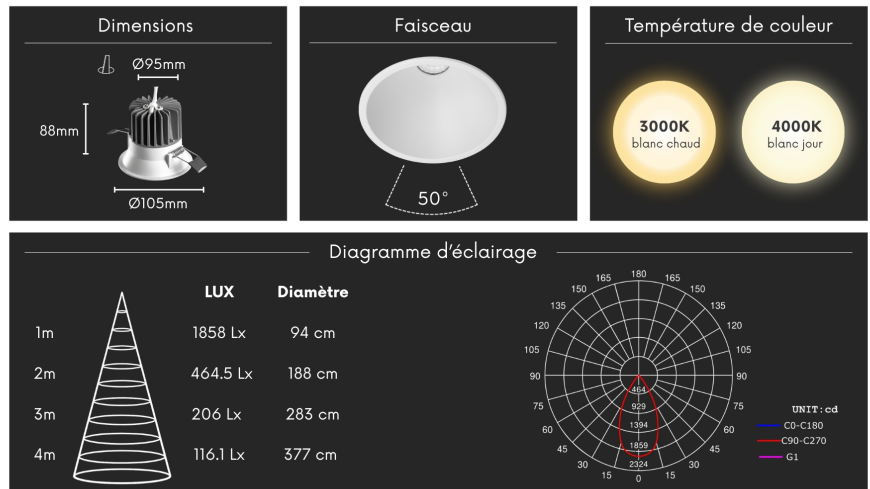 Dimensions
Ø95mm
88mm
Ø105mm
Faisceau
50°
Température de couleur
3000K
blanc chaud
4000K
blanc jour
Diagramme d'éclairage
LUX Diamètre
1m 1858 Lx 94 cm
2m 464.5 Lx 188 cm
3m 206 Lx 283 cm
4m 116.1 Lx 377 cm
165 180 165
150 150
135 135
120 120
105 105
90 90
75 75
60 60
45 45
30 30
15 0 15
464
929
1394
1859
2324
UNIT:cd
C0-C180
C90-C270
G1